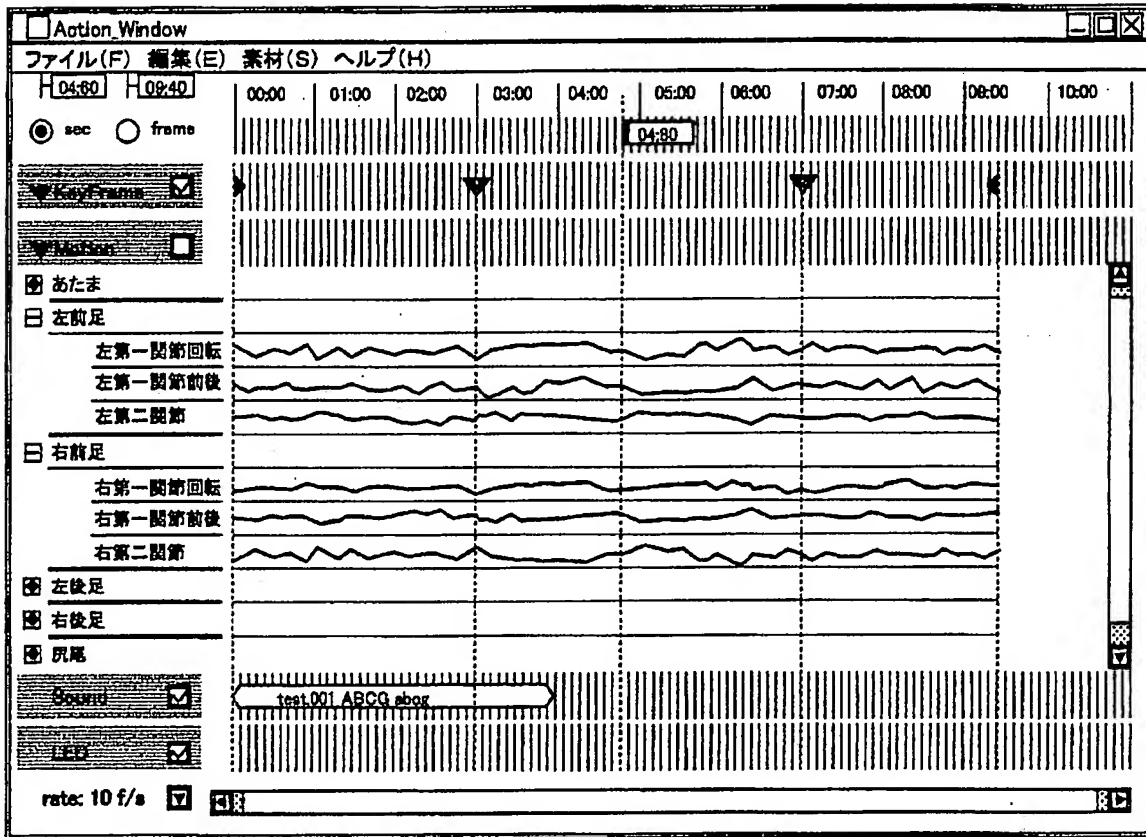 Action_Window
ファイル(F) 編集(E) 素材(S) ヘルプ(H)
04:60 09:40
00:00 01:00 02:00 03:00 04:00 05:00 06:00 07:00 08:00 09:00 10:00
sec frame
04:80
KeyFrame
Motion
あたま
左前足
左第一関節回転
左第一関節前後
左第二関節
右前足
右第一関節回転
右第一関節前後
右第二関節
左後足
右後足
尻尾
Sound test.001 ABCG
LED
rate: 10 f/s